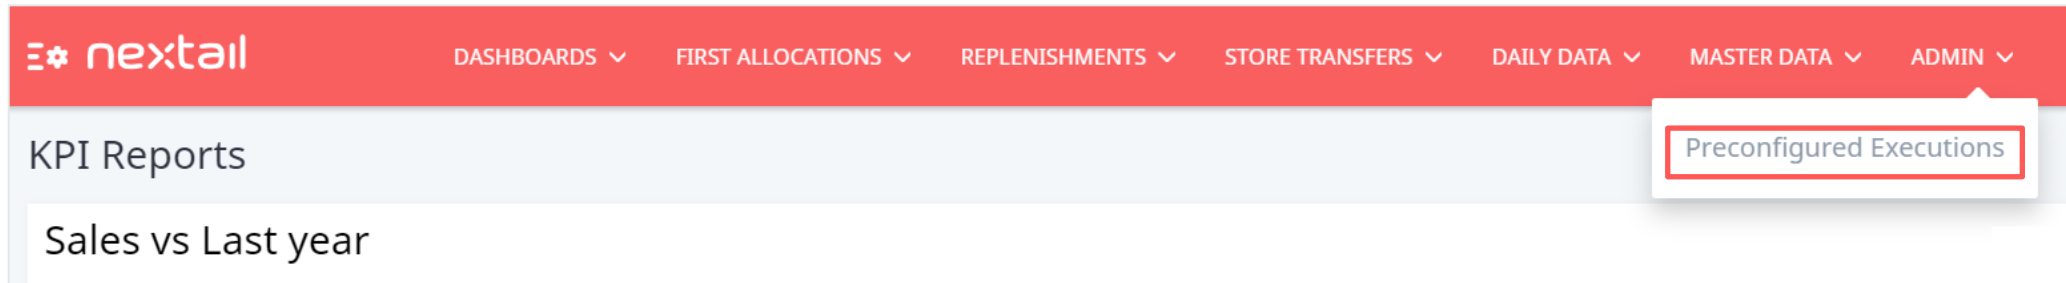 nextail DASHBOARDS FIRST ALLOCATIONS REPLENISHMENTS STORE TRANSFERS DAILY DATA MASTER DATA ADMIN
Preconfigured Executions
KPI Reports
Sales vs Last year